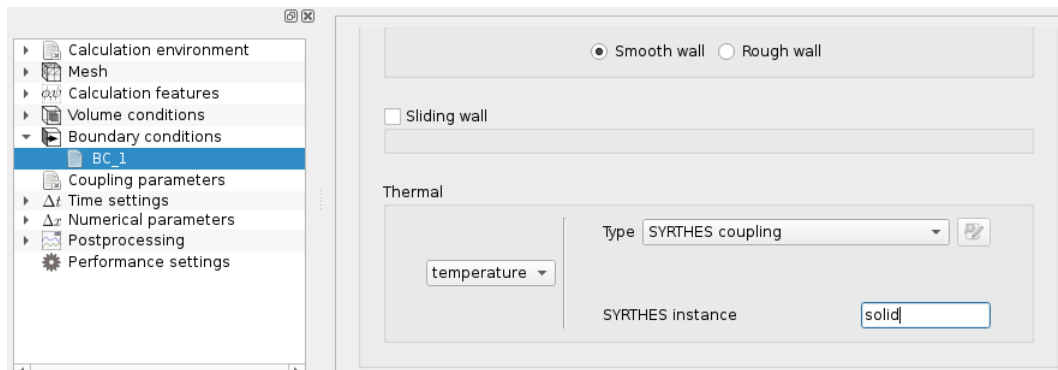 Calculation environment
Mesh
Calculation features
Volume conditions
Boundary conditions
BC_1
Coupling parameters
Δt Time settings
Δx Numerical parameters
Postprocessing
Performance settings
Smooth wall Rough wall
Sliding wall
Thermal
Type SYRTHES coupling
temperature
SYRTHES instance solid